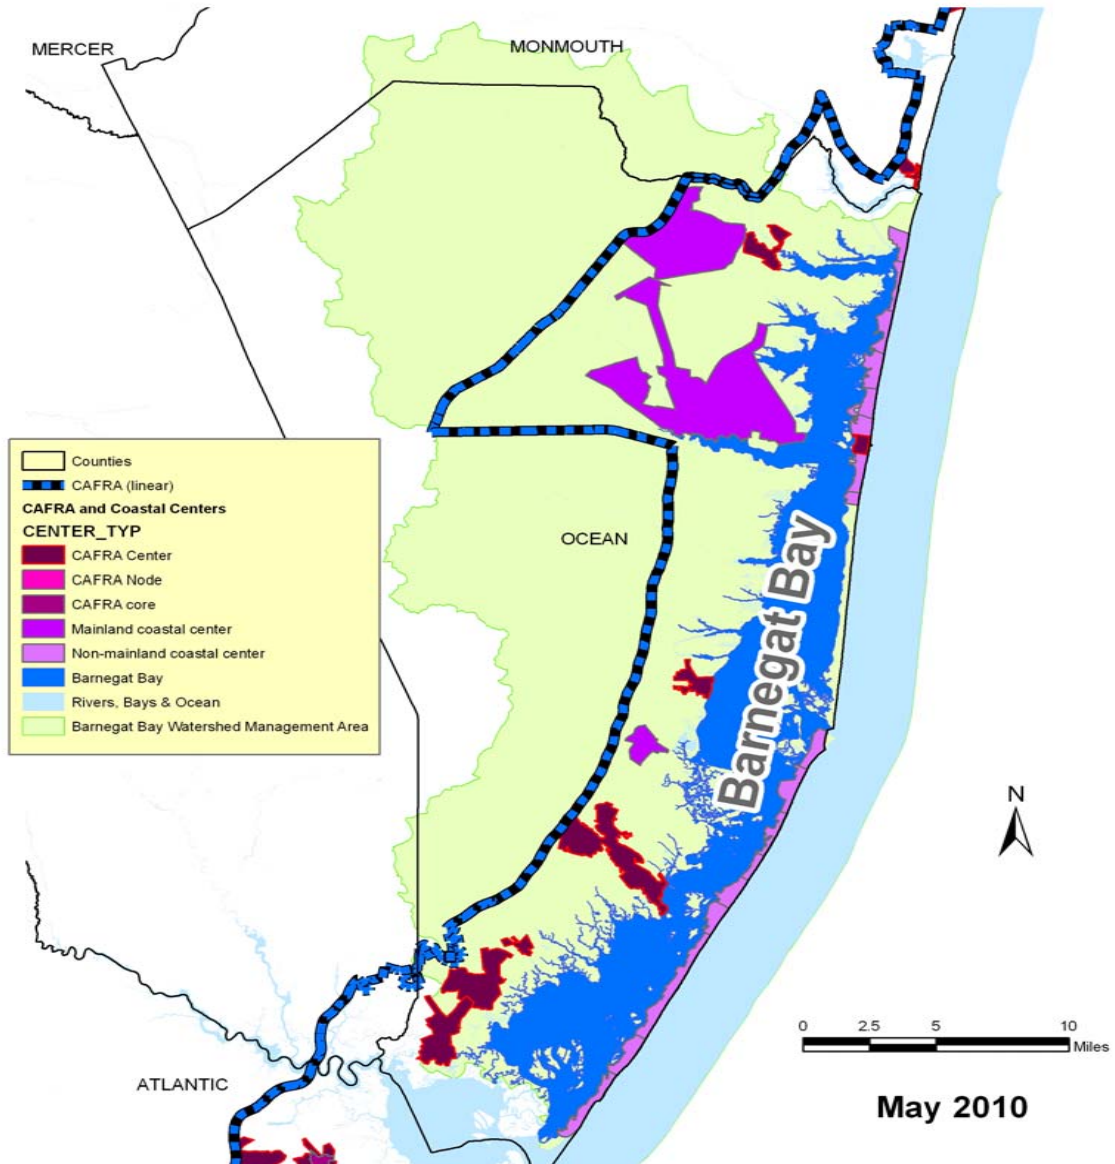 MERCER
MONMOUTH
Counties
CAFRA (linear)
CAFRA and Coastal Centers
CENTER_TYP
CAFRA Center
CAFRA Node
CAFRA core
Mainland coastal center
Non-mainland coastal center
Barnegat Bay
Rivers, Bays & Ocean
Barnegat Bay Watershed Management Area
OCEAN
Barnegat Bay
N
0 2.5 5 10
Miles
ATLANTIC
May 2010